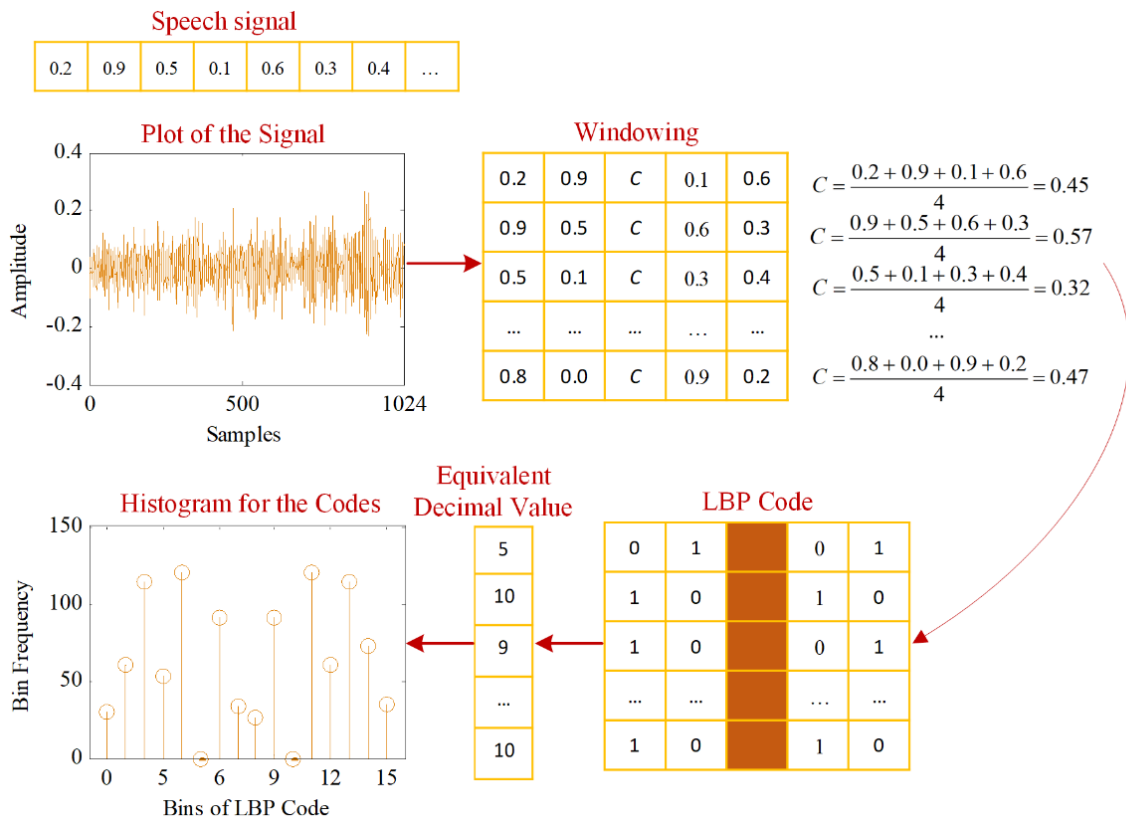 Speech signal
0.2 0.9 0.5 0.1 0.6 0.3 0.4 ...
Plot of the Signal
0.4
0.2
0
-0.2
-0.4
Amplitude
0 500 1024
Samples
Windowing
0.2 0.9 C 0.1 0.6
0.9 0.5 C 0.6 0.3
0.5 0.1 C 0.3 0.4
... ... ... ... ...
0.8 0.0 C 0.9 0.2
C = (0.2 + 0.9 + 0.1 + 0.6) / 4 = 0.45
C = (0.9 + 0.5 + 0.6 + 0.3) / 4 = 0.57
C = (0.5 + 0.1 + 0.3 + 0.4) / 4 = 0.32
...
C = (0.8 + 0.0 + 0.9 + 0.2) / 4 = 0.47
Histogram for the Codes
150
100
50
0
Bin Frequency
0 5 6 9 12 15
Bins of LBP Code
Equivalent
Decimal Value
5
10
9
...
10
LBP Code
0 1 0 1
1 0 1 0
1 0 0 1
... ... ... ...
1 0 1 0